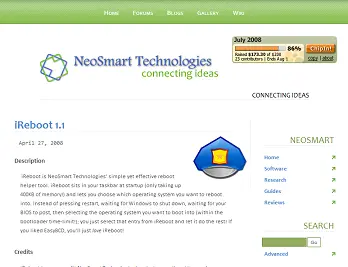 Home Forums Blogs Gallery Wiki
July 2008
86%
ChipIn!
Raised $173.30 of $200
23 contributors | Ends Aug 1
copy | about
NeoSmart Technologies
connecting ideas
CONNECTING IDEAS
iReboot 1.1
April 27, 2008
Description
iReboot is NeoSmart Technologies' simple yet effective reboot
helper tool. iReboot sits in your taskbar at startup (only taking up
400KB of memory) and lets you choose which operating system you want to reboot
into. Instead of pressing restart, waiting for Windows to shut down, waiting for your
BIOS to post, then selecting the operating system you want to boot into (within the
bootloader time-limit); you just select that entry from iReboot and let it do the rest! If
you liked EasyBCD, you'll just love iReboot!
Credits
NEOSMART
Home
Software
Research
Guides
Reviews
SEARCH
Go
Advanced